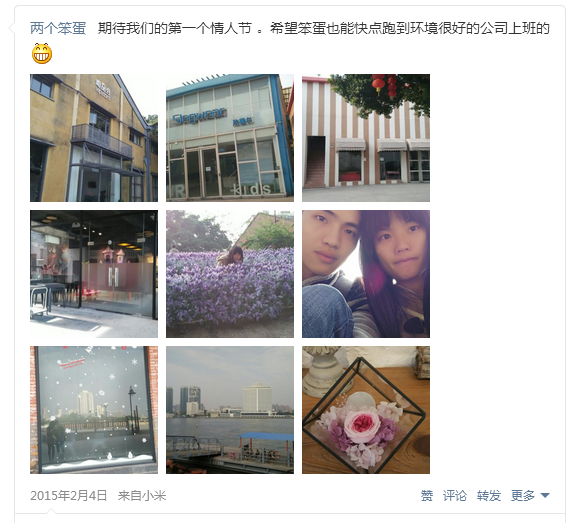 两个笨蛋 期待我们的第一个情人节 。希望笨蛋也能快点跑到环境很好的公司上班的
kids
2015年2月4日 来自小米
赞 评论 转发 更多